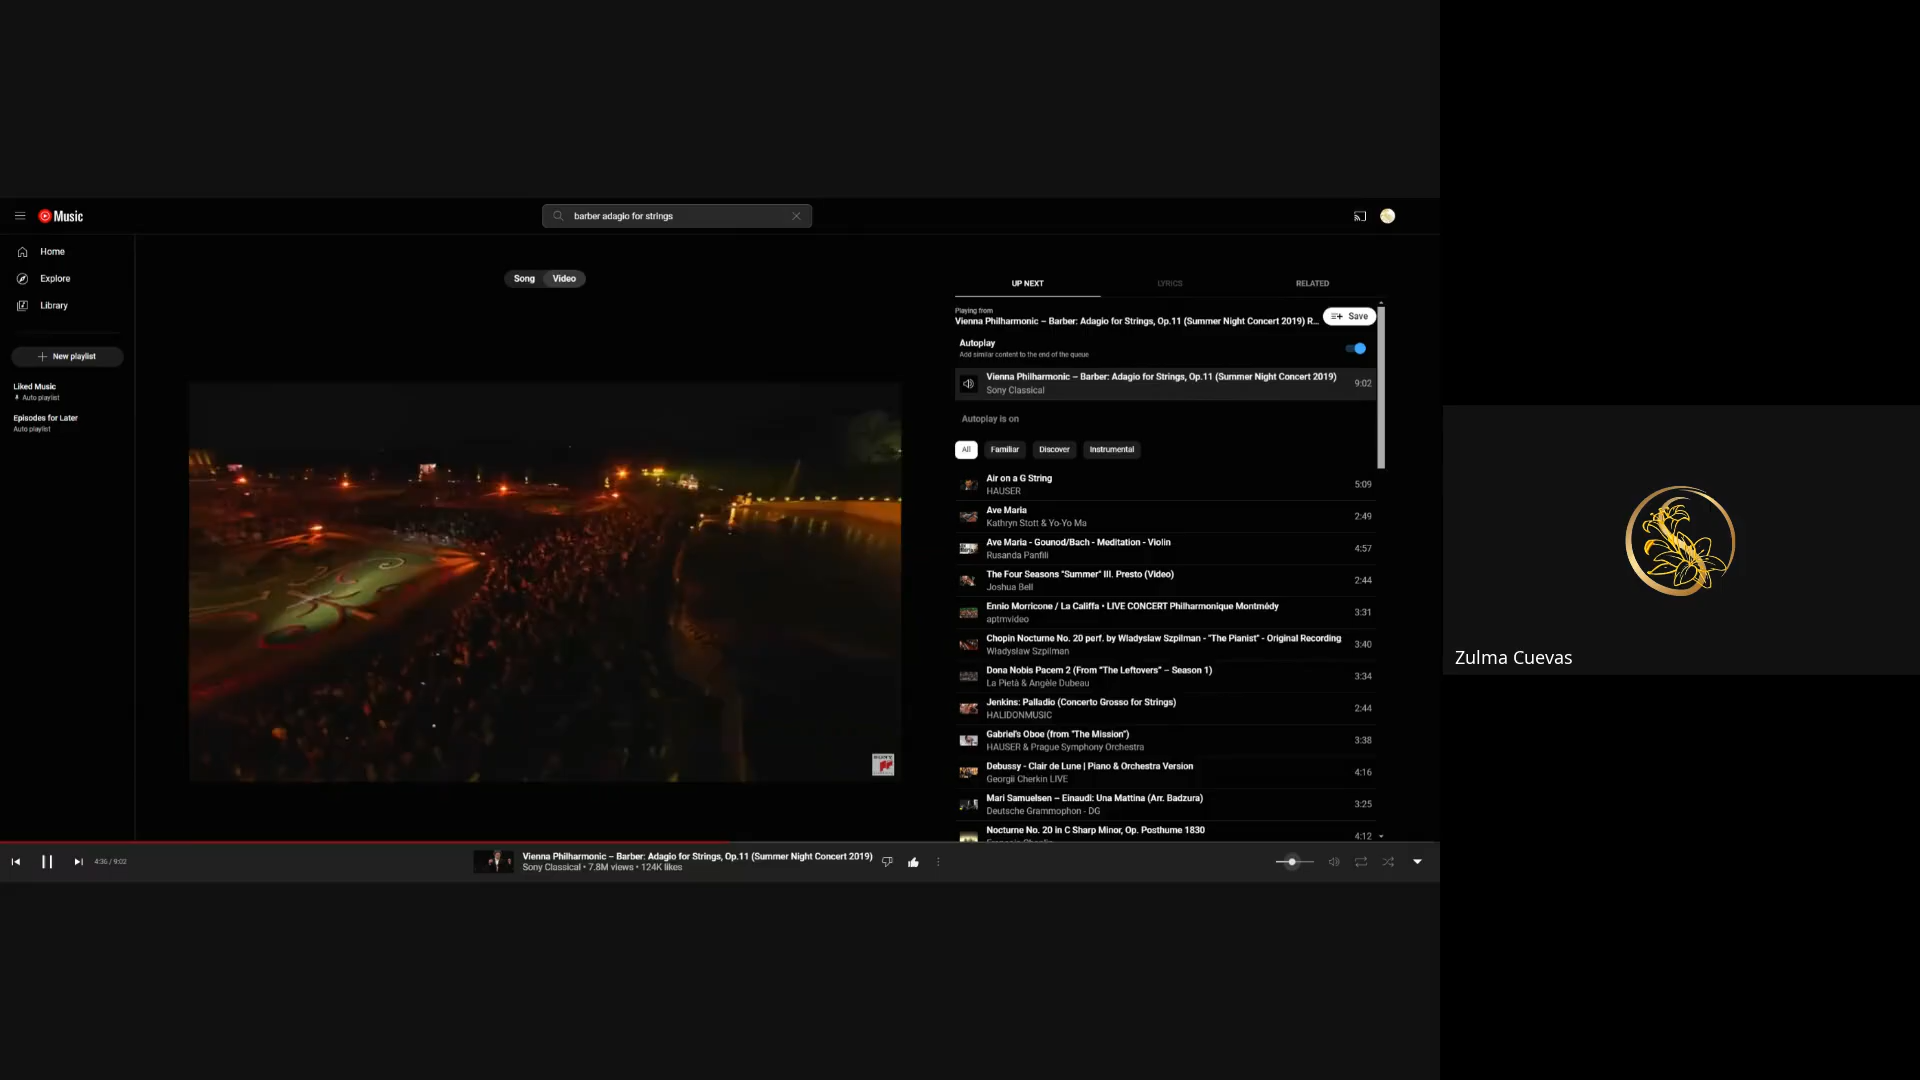 Music
barber adagio for strings
Home
Explore
Library
New playlist
Liked Music
Auto playlist
Episodes for Later
Auto playlist
Song
Video
UP NEXT
LYRICS
RELATED
Playing from
Vienna Philharmonic – Barber: Adagio for Strings, Op.11 (Summer Night Concert 2019) R...
Save
Autoplay
Add similar content to the end of the queue
Vienna Philharmonic – Barber: Adagio for Strings, Op.11 (Summer Night Concert 2019)
Sony Classical
9:02
Autoplay is on
All
Familiar
Discover
Instrumental
Air on a G String
HAUSER
5:09
Ave Maria
Kathryn Stott & Yo-Yo Ma
2:49
Ave Maria - Gounod/Bach - Meditation - Violin
Rusanda Panfili
4:57
The Four Seasons "Summer" III. Presto (Video)
Joshua Bell
2:44
Ennio Morricone / La Califfa • LIVE CONCERT Philharmonique Montmédy
aptmvideo
3:31
Chopin Nocturne No. 20 perf. by Wladyslaw Szpilman - "The Pianist" - Original Recording
Władysław Szpilman
3:40
Dona Nobis Pacem 2 (From "The Leftovers" – Season 1)
La Pietà & Angèle Dubeau
3:34
Jenkins: Palladio (Concerto Grosso for Strings)
HALIDONMUSIC
2:44
Gabriel's Oboe (from "The Mission")
HAUSER & Prague Symphony Orchestra
3:38
Debussy - Clair de Lune | Piano & Orchestra Version
Georgii Cherkin LIVE
4:16
Mari Samuelsen – Einaudi: Una Mattina (Arr. Badzura)
Deutsche Grammophon - DG
3:25
Nocturne No. 20 in C Sharp Minor, Op. Posthume 1830
4:12
SONY
4:36 / 9:02
Vienna Philharmonic – Barber: Adagio for Strings, Op.11 (Summer Night Concert 2019)
Sony Classical • 7.8M views • 124K likes
Zulma Cuevas